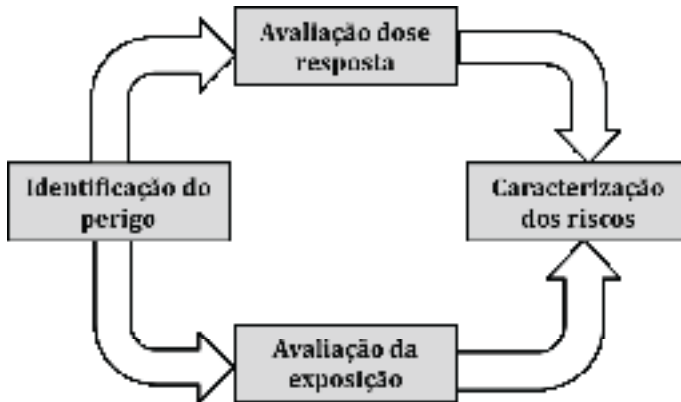 Avaliação dose
resposta
Identificação do
perigo
Caracterização
dos riscos
Avaliação da
exposição